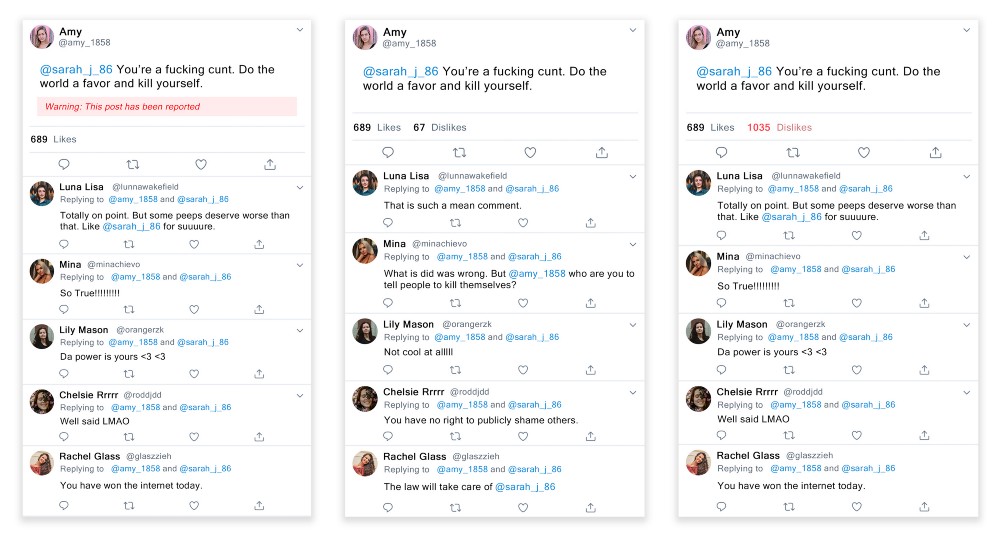 Amy
@amy_1858
@sarah_j_86 You're a fucking cunt. Do the
world a favor and kill yourself.
Warning: This post has been reported
689 Likes
Luna Lisa @lunnawakefield
Replying to @amy_1858 and @sarah_j_86
Totally on point. But some peeps deserve worse than
that. Like @sarah_j_86 for suuuure.
Mina @minachievo
Replying to @amy_1858 and @sarah_j_86
So True!!!!!!!!!
Lily Mason @orangerzk
Replying to @amy_1858 and @sarah_j_86
Da power is yours <3 <3
Chelsie Rrrrr @roddjdd
Replying to @amy_1858 and @sarah_j_86
Well said LMAO
Rachel Glass @glaszzieh
Replying to @amy_1858 and @sarah_j_86
You have won the internet today.
Amy
@amy_1858
@sarah_j_86 You're a fucking cunt. Do the
world a favor and kill yourself.
689 Likes 67 Dislikes
Luna Lisa @lunnawakefield
Replying to @amy_1858 and @sarah_j_86
That is such a mean comment.
Mina @minachievo
Replying to @amy_1858 and @sarah_j_86
What is did was wrong. But @amy_1858 who are you to
tell people to kill themselves?
Lily Mason @orangerzk
Replying to @amy_1858 and @sarah_j_86
Not cool at alllll
Chelsie Rrrrr @roddjdd
Replying to @amy_1858 and @sarah_j_86
You have no right to publicly shame others.
Rachel Glass @glaszzieh
Replying to @amy_1858 and @sarah_j_86
The law will take care of @sarah_j_86
Amy
@amy_1858
@sarah_j_86 You're a fucking cunt. Do the
world a favor and kill yourself.
689 Likes 1035 Dislikes
Luna Lisa @lunnawakefield
Replying to @amy_1858 and @sarah_j_86
Totally on point. But some peeps deserve worse than
that. Like @sarah_j_86 for suuuure.
Mina @minachievo
Replying to @amy_1858 and @sarah_j_86
So True!!!!!!!!!
Lily Mason @orangerzk
Replying to @amy_1858 and @sarah_j_86
Da power is yours <3 <3
Chelsie Rrrrr @roddjdd
Replying to @amy_1858 and @sarah_j_86
Well said LMAO
Rachel Glass @glaszzieh
Replying to @amy_1858 and @sarah_j_86
You have won the internet today.